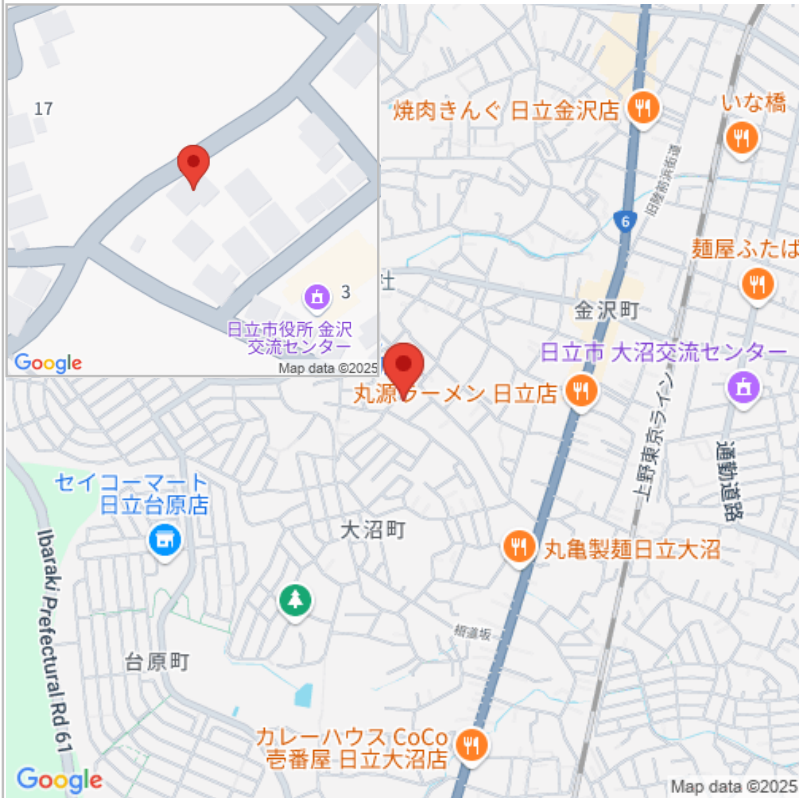 17
3
日立市役所 金沢
交流センター
Google
Map data ©2025
焼肉きんぐ 日立金沢店
いな橋
旧陸前浜街道
6
麺屋ふたば
社
金沢町
日立市 大沼交流センター
丸源ラーメン 日立店
上野東京ライン
通勤道路
セイコーマート
日立台原店
大沼町
丸亀製麺日立大沼
Ibaraki Prefectural Rd 61
台原町
カレーハウス CoCo
壱番屋 日立大沼店
Google
Map data ©2025